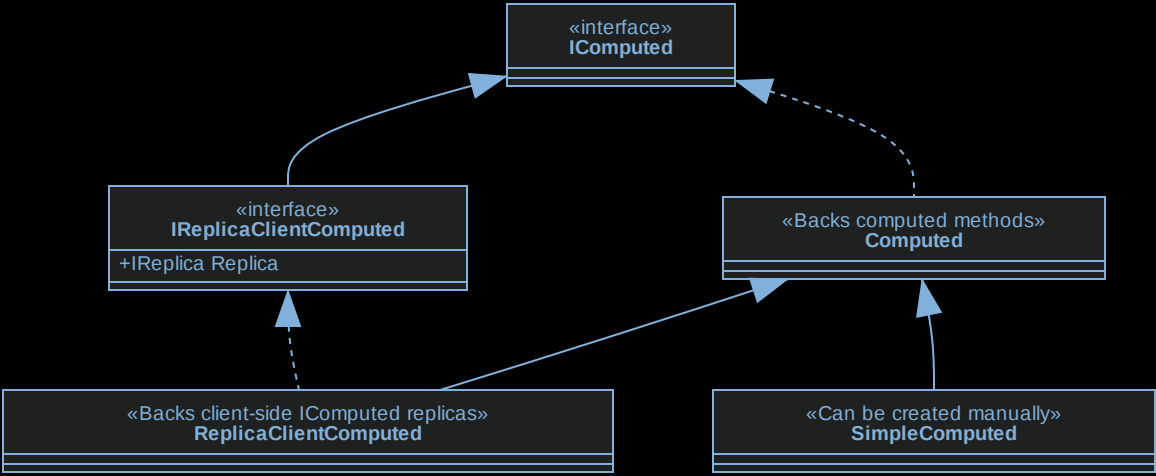 «interface»
IComputed
«interface»
IReplicaClientComputed
+IReplica Replica
«Backs computed methods»
Computed
«Backs client-side IComputed replicas»
ReplicaClientComputed
«Can be created manually»
SimpleComputed